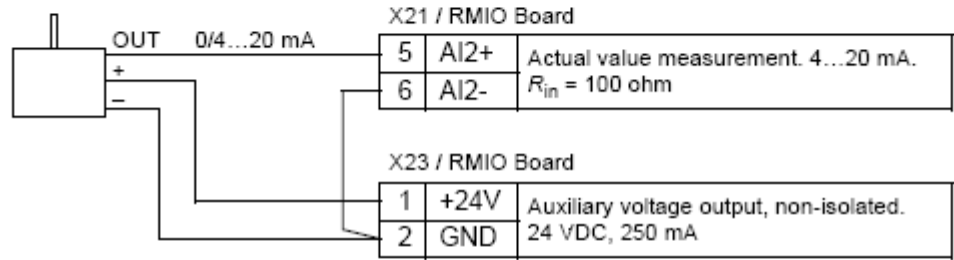 X21 / RMIO Board
OUT 0/4...20 mA
5 AI2+ Actual value measurement. 4...20 mA.
+
6 AI2- Rin = 100 ohm
–
X23 / RMIO Board
1 +24V Auxiliary voltage output, non-isolated.
2 GND 24 VDC, 250 mA